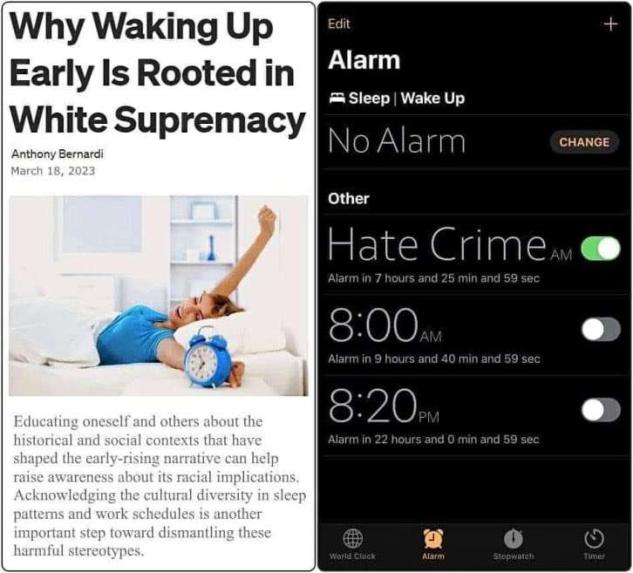 Why Waking Up
Early Is Rooted in
White Supremacy
Anthony Bernardi
March 18, 2023
Educating oneself and others about the
historical and social contexts that have
shaped the early-rising narrative can help
raise awareness about its racial implications.
Acknowledging the cultural diversity in sleep
patterns and work schedules is another
important step toward dismantling these
harmful stereotypes.
Edit
+
Alarm
Sleep | Wake Up
No Alarm
CHANGE
Other
Hate Crime AM
Alarm in 7 hours and 25 min and 59 sec
8:00 AM
Alarm in 9 hours and 40 min and 59 sec
8:20 PM
Alarm in 22 hours and 0 min and 59 sec
World Clock
Alarm
Stopwatch
Timer